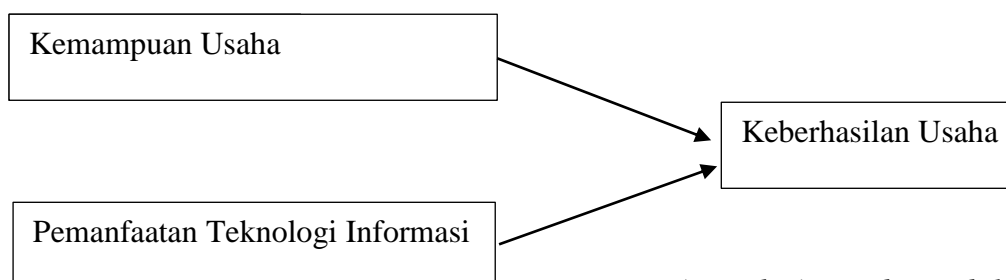 Kemampuan Usaha
Keberhasilan Usaha
Pemanfaatan Teknologi Informasi